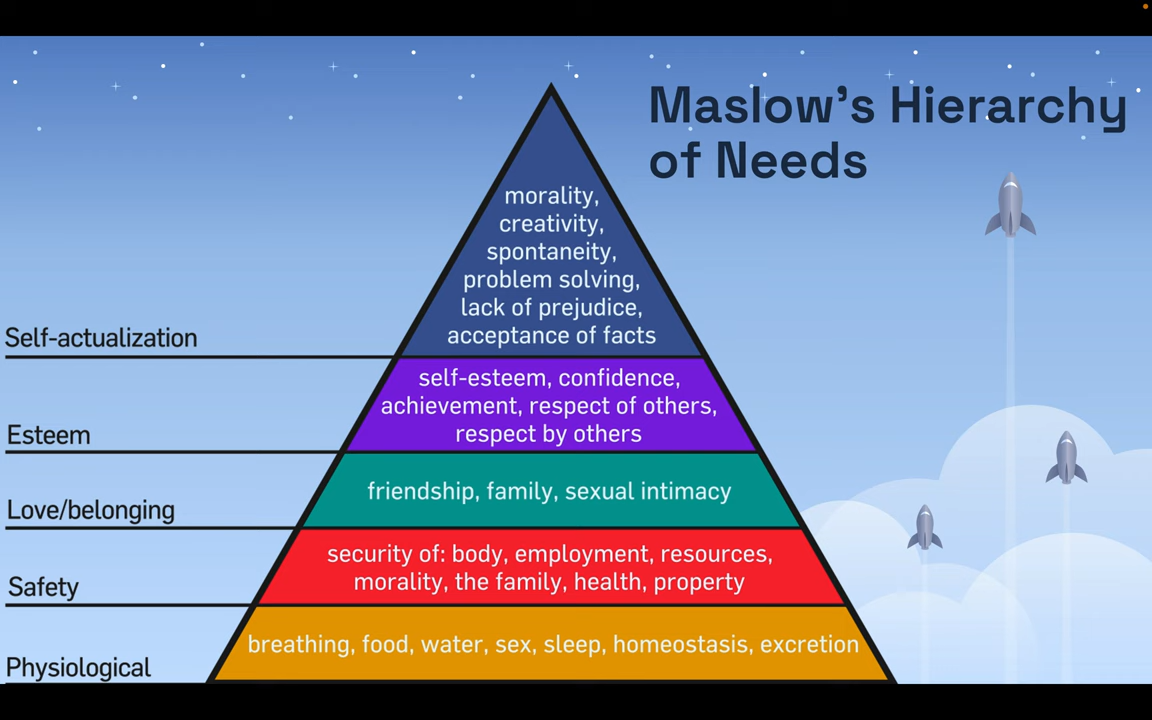 Maslow's Hierarchy
of Needs
Self-actualization
morality,
creativity,
spontaneity,
problem solving,
lack of prejudice,
acceptance of facts
Esteem
self-esteem, confidence,
achievement, respect of others,
respect by others
Love/belonging
friendship, family, sexual intimacy
Safety
security of: body, employment, resources,
morality, the family, health, property
Physiological
breathing, food, water, sex, sleep, homeostasis, excretion